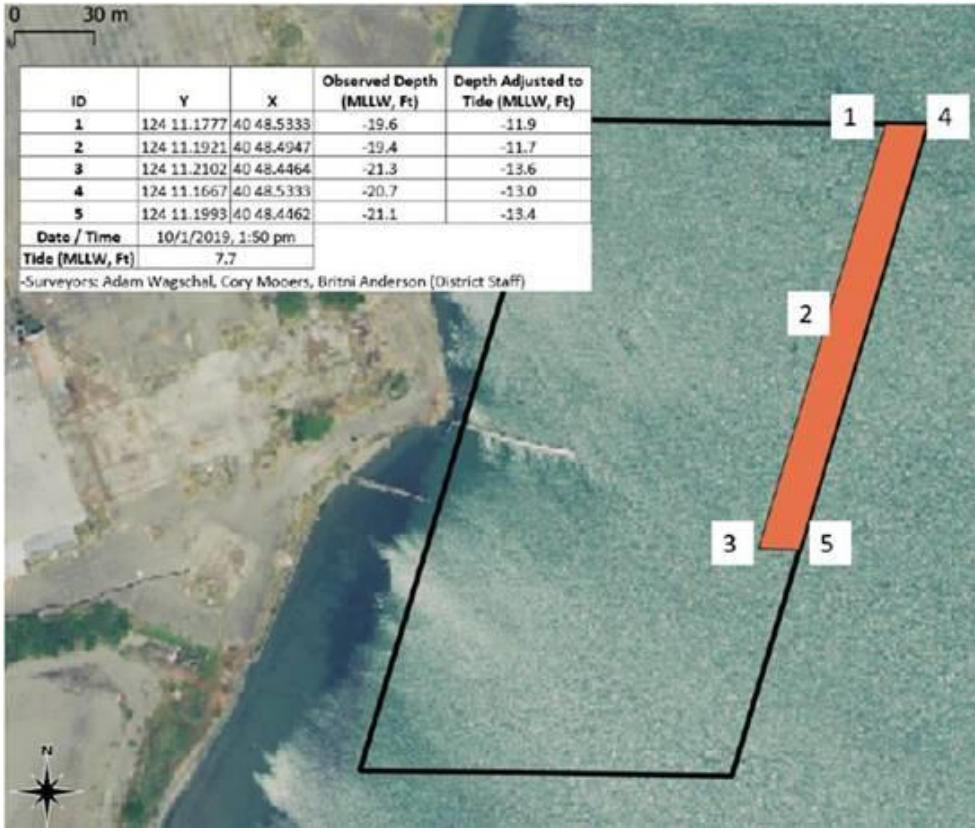 0 30 m
ID Y X Observed Depth (MLLW, Ft) Depth Adjusted to Tide (MLLW, Ft)
1 124 11.1777 40 48.5333 -19.6 -11.9
2 124 11.1921 40 48.4947 -19.4 -11.7
3 124 11.2102 40 48.4464 -21.3 -13.6
4 124 11.1667 40 48.5333 -20.7 -13.0
5 124 11.1993 40 48.4462 -21.1 -13.4
Date / Time 10/1/2019, 1:50 pm
Tide (MLLW, Ft) 7.7
-Surveyors: Adam Wagschal, Cory Mooers, Britni Anderson (District Staff)
1 4
2
3 5
N